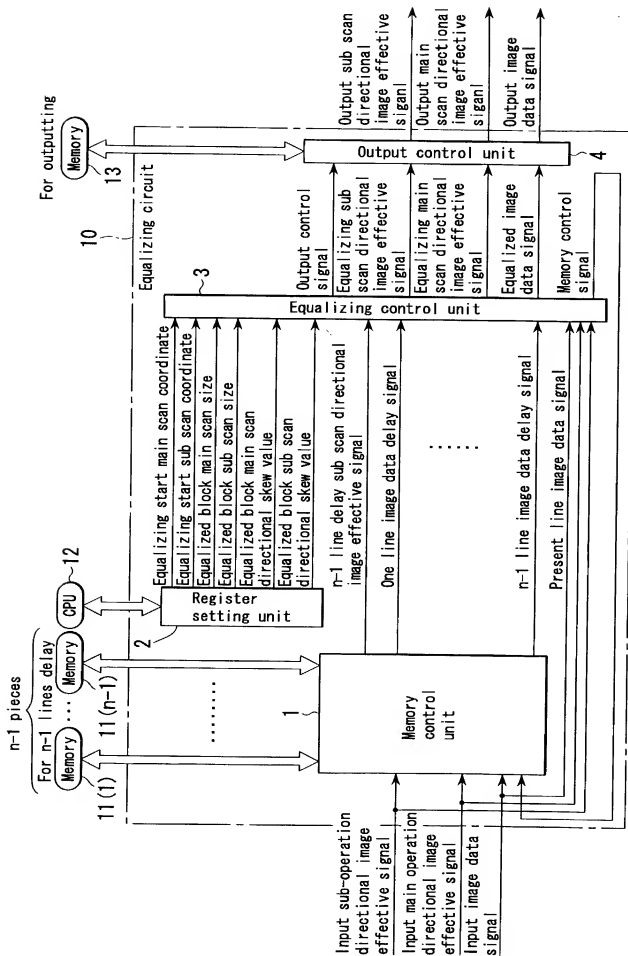 n-1 pieces
For n-1 lines delay
Memory
...
Memory
11(1)
11(n-1)
CPU
12
For outputting
Memory
13
10
Equalizing circuit
Register
setting unit
2
Equalizing start main scan coordinate
Equalizing start sub scan coordinate
Equalized block main scan size
Equalized block sub scan size
Equalized block main scan
directional skew value
Equalized block sub scan
directional skew value
3
Equalizing control unit
Output control
signal
Equalizing sub
scan directional
image effective
signal
Equalizing main
scan directional
image effective
signal
Equalized image
data signal
Memory control
signal
Output control unit
4
Output sub scan
directional
image effective
siganl
Output main
scan directional
image effective
siganl
Output image
data signal
1
Memory
control
unit
n-1 line delay sub scan directional
image effective signal
One line image data delay signal
......
n-1 line image data delay signal
Present line image data signal
Input sub-operation
directional image
effective signal
Input main operation
directional image
effective signal
Input image data
signal